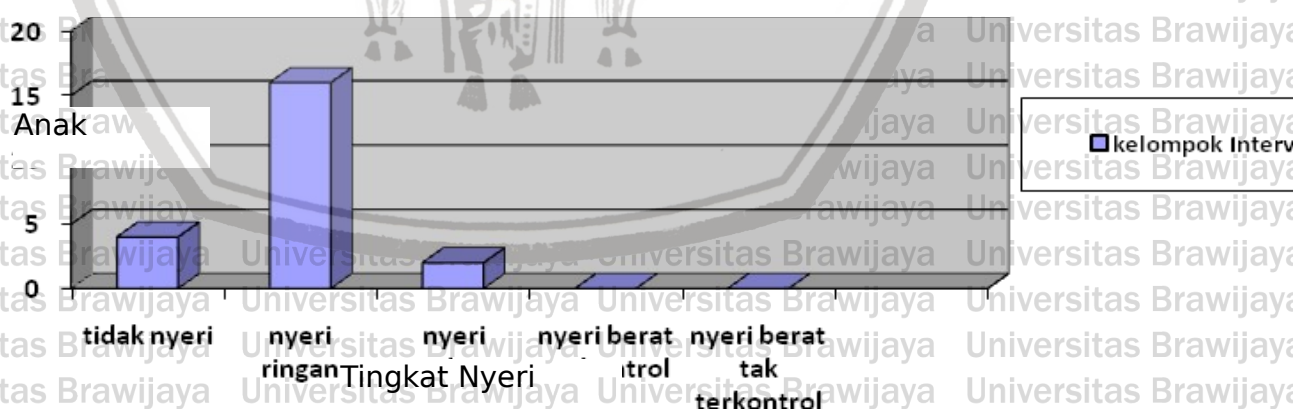 20
15
Anak
5
0
kelompok Interv
tidak nyeri
nyeri
ringan
nyeri
nyeri berat
trol
nyeri berat
tak
terkontrol
Tingkat Nyeri
Universitas Brawijaya